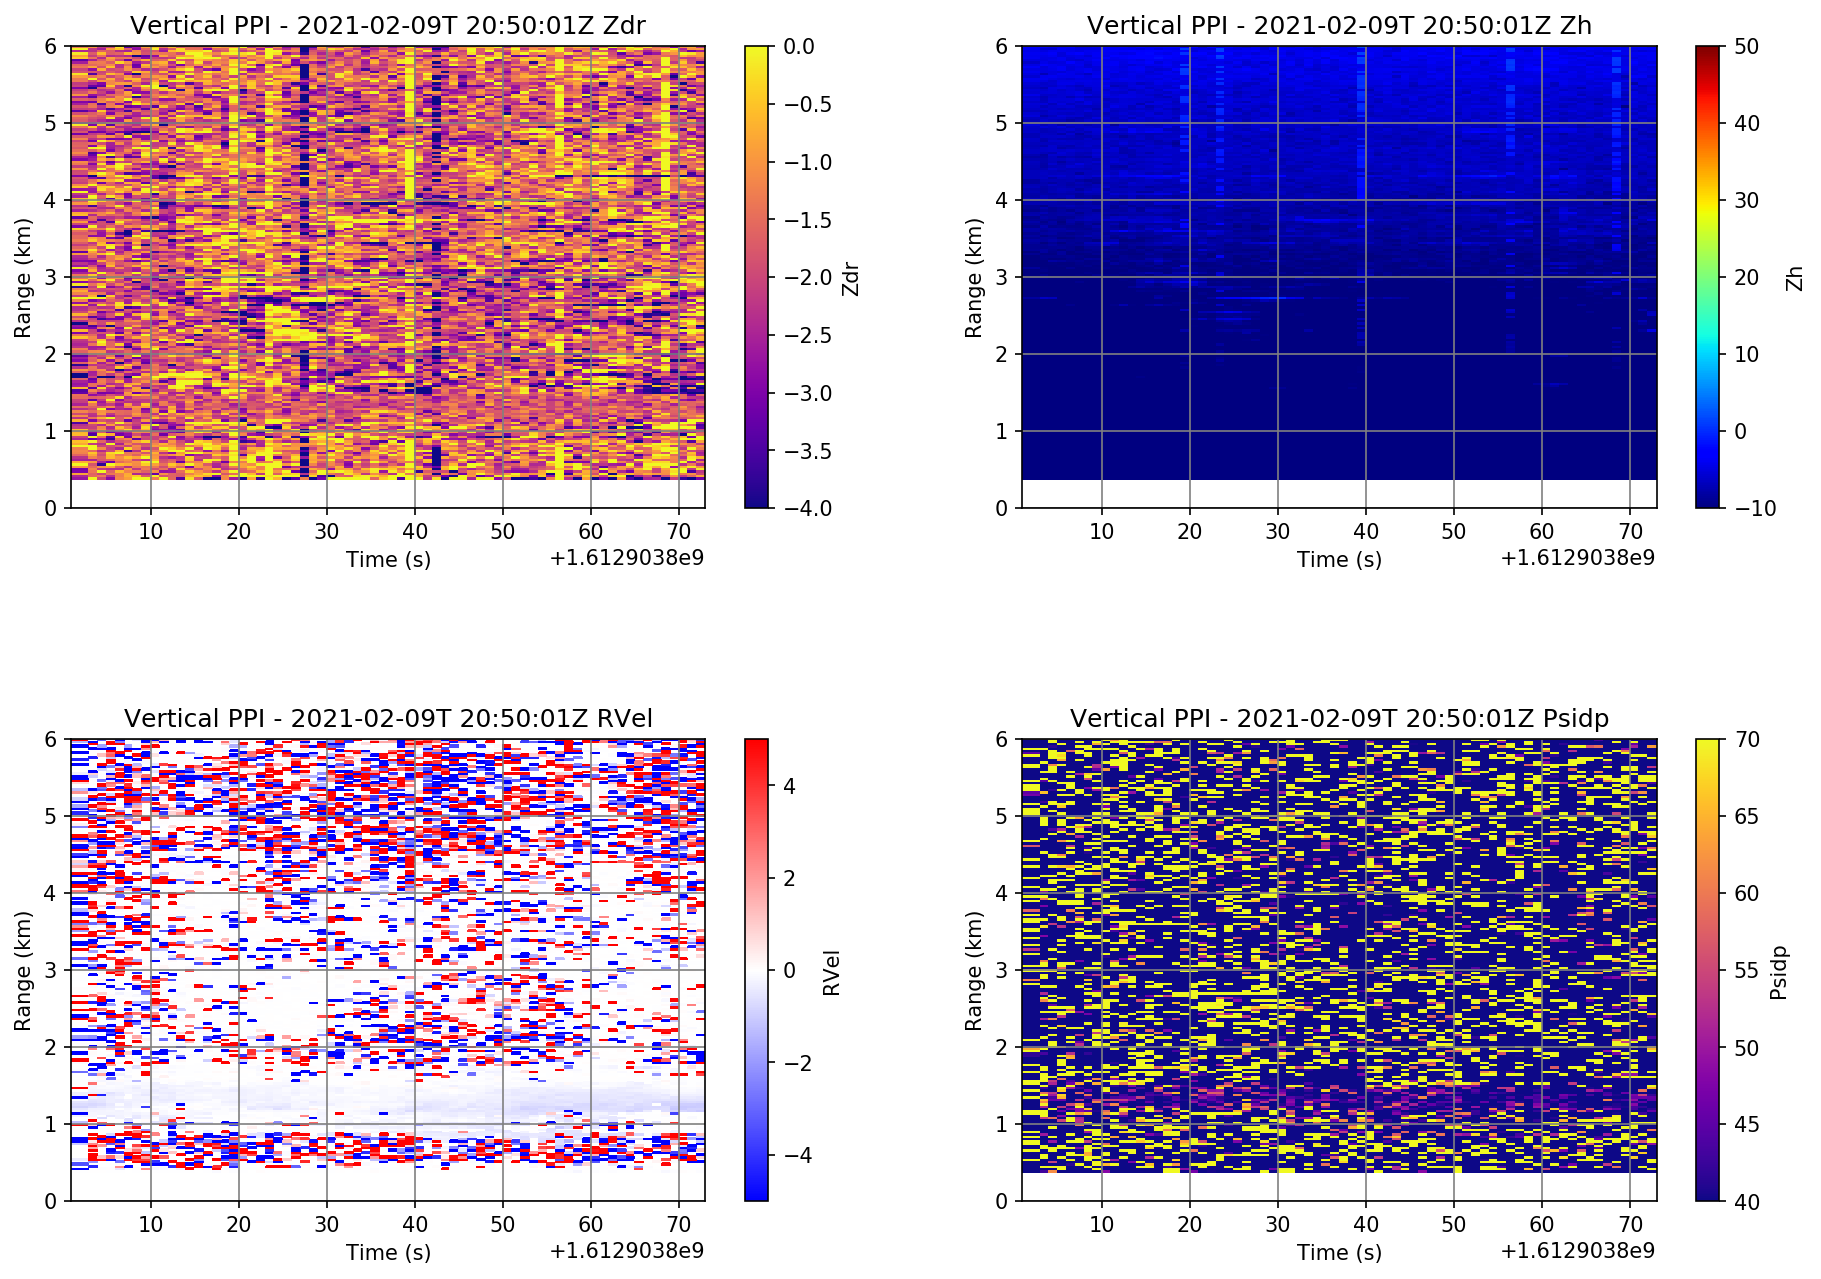 Vertical PPI - 2021-02-09T 20:50:01Z Zdr
6
5
4
3
2
1
0
Range (km)
10 20 30 40 50 60 70
Time (s)
+1.6129038e9
0.0
−0.5
−1.0
−1.5
−2.0
−2.5
−3.0
−3.5
−4.0
Zdr
Vertical PPI - 2021-02-09T 20:50:01Z Zh
6
5
4
3
2
1
0
Range (km)
10 20 30 40 50 60 70
Time (s)
+1.6129038e9
50
40
30
20
10
0
−10
Zh
Vertical PPI - 2021-02-09T 20:50:01Z RVel
6
5
4
3
2
1
0
Range (km)
10 20 30 40 50 60 70
Time (s)
+1.6129038e9
4
2
0
−2
−4
RVel
Vertical PPI - 2021-02-09T 20:50:01Z Psidp
6
5
4
3
2
1
0
Range (km)
10 20 30 40 50 60 70
Time (s)
+1.6129038e9
70
65
60
55
50
45
40
Psidp